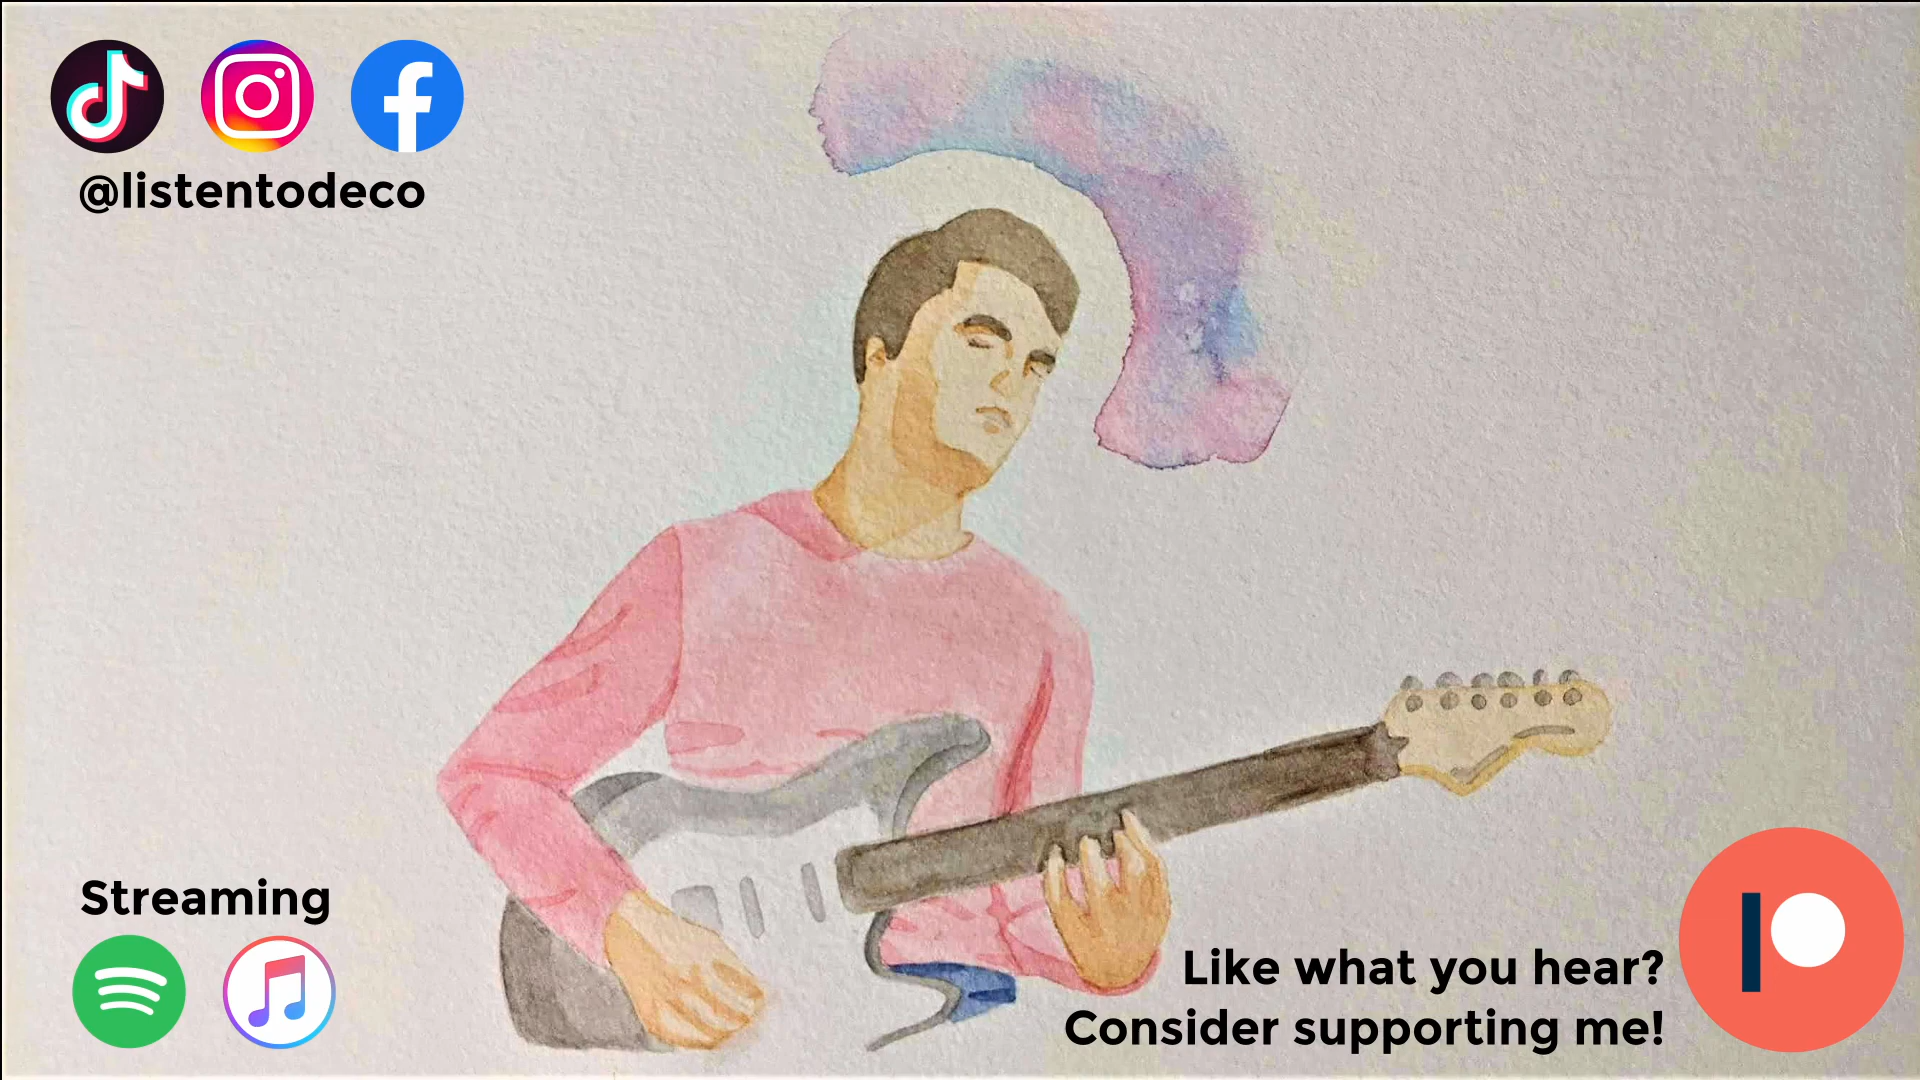 @listentodeco
Streaming
Like what you hear?
Consider supporting me!